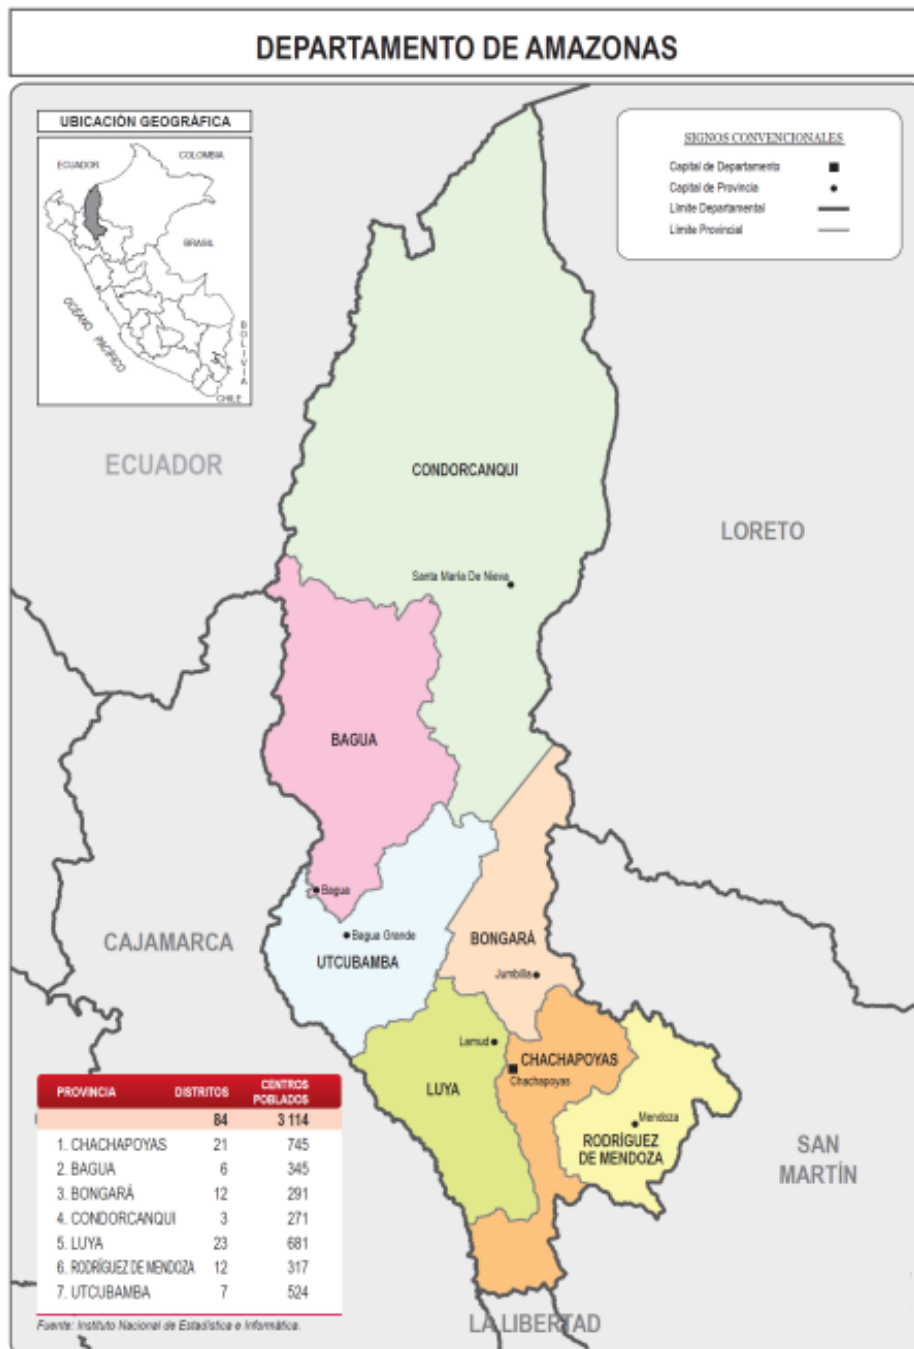 DEPARTAMENTO DE AMAZONAS
UBICACIÓN GEOGRÁFICA
ECUADOR
COLOMBIA
BRASIL
OCÉANO PACÍFICO
BOLIVIA
CHILE
SIGNOS CONVENCIONALES
Capital de Departamento
Capital de Provincia
Límite Departamental
Límite Provincial
ECUADOR
CONDORCANQUI
LORETO
Santa María De Nieva
BAGUA
Bagua
CAJAMARCA
Bagua Grande
UTCUBAMBA
BONGARÁ
Jumbilla
Lamud
CHACHAPOYAS
Chachapoyas
LUYA
Mendoza
RODRÍGUEZ
DE MENDOZA
SAN
MARTÍN
LA LIBERTAD
PROVINCIA DISTRITOS CENTROS
POBLADOS
84 3 114
1. CHACHAPOYAS 21 745
2. BAGUA 6 345
3. BONGARÁ 12 291
4. CONDORCANQUI 3 271
5. LUYA 23 681
6. RODRÍGUEZ DE MENDOZA 12 317
7. UTCUBAMBA 7 524
Fuente: Instituto Nacional de Estadística e Informática.